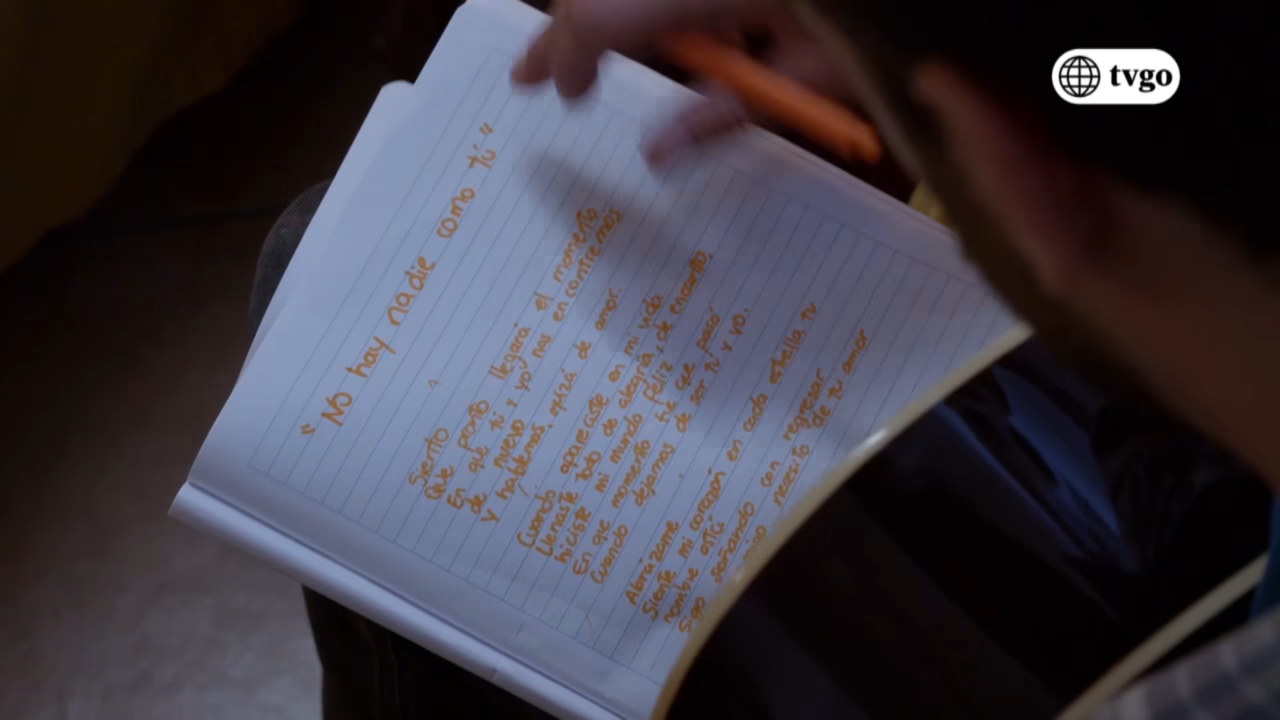 tvgo
"No hay nadie como tú"
Siento
Que pronto llegará el momento
En que tú y yo nos encontremos
de nuevo
y hablemos, quizá de amor.
Cuando apareciste en mi vida
Llenaste todo de alegría,
hiciste mi mundo feliz, de encanto.
En que momento fue que pasó
Cuando dejamos de ser tú y yo.
Abrázame
Siente mi corazón en cada estrella tu
nombre está
Sigo soñando con regresar
necesito de tu amor